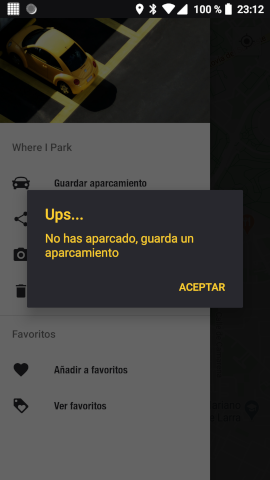 100 % 23:12
Where I Park
Guardar aparcamiento
Ups...
No has aparcado, guarda un
aparcamiento
ACEPTAR
Favoritos
Añadir a favoritos
Ver favoritos